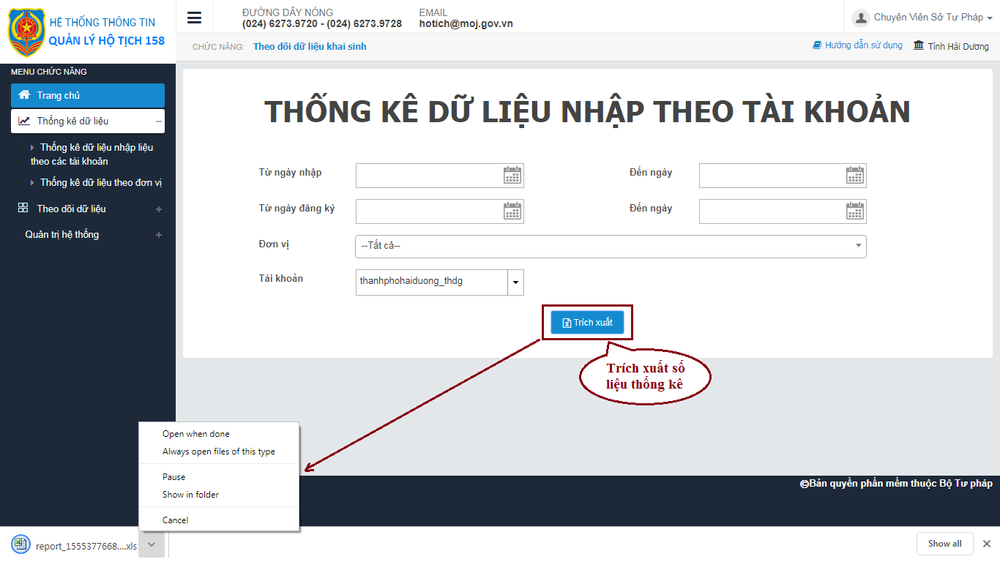 HỆ THỐNG THÔNG TIN
QUẢN LÝ HỘ TỊCH 158
ĐƯỜNG DÂY NÓNG
(024) 6273.9720 - (024) 6273.9728
EMAIL
hotich@moj.gov.vn
Chuyên Viên Sở Tư Pháp
CHỨC NĂNG: Theo dõi dữ liệu khai sinh
Hướng dẫn sử dụng
Tỉnh Hải Dương
MENU CHỨC NĂNG
Trang chủ
Thống kê dữ liệu
Thống kê dữ liệu nhập liệu
theo các tài khoản
Thống kê dữ liệu theo đơn vị
Theo dõi dữ liệu
Quản trị hệ thống
THỐNG KÊ DỮ LIỆU NHẬP THEO TÀI KHOẢN
Từ ngày nhập
Đến ngày
Từ ngày đăng ký
Đến ngày
Đơn vị
--Tất cả--
Tài khoản
thanhphohaiduong_thdg
Trích xuất
Trích xuất số
liệu thống kê
Open when done
Always open files of this type
Pause
Show in folder
Cancel
©Bản quyền phần mềm thuộc Bộ Tư pháp
report_1555377668....xls
Show all